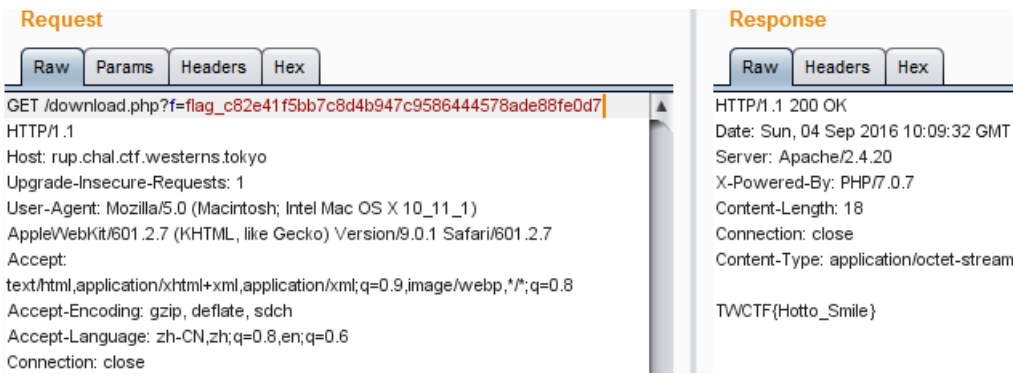 Request
Raw Params Headers Hex
GET /download.php?f=flag_c82e41f5bb7c8d4b947c9586444578ade88fe0d7
HTTP/1.1
Host: rup.chal.ctf.westerns.tokyo
Upgrade-Insecure-Requests: 1
User-Agent: Mozilla/5.0 (Macintosh; Intel Mac OS X 10_11_1)
AppleWebKit/601.2.7 (KHTML, like Gecko) Version/9.0.1 Safari/601.2.7
Accept:
text/html,application/xhtml+xml,application/xml;q=0.9,image/webp,*/*;q=0.8
Accept-Encoding: gzip, deflate, sdch
Accept-Language: zh-CN,zh;q=0.8,en;q=0.6
Connection: close
Response
Raw Headers Hex
HTTP/1.1 200 OK
Date: Sun, 04 Sep 2016 10:09:32 GMT
Server: Apache/2.4.20
X-Powered-By: PHP/7.0.7
Content-Length: 18
Connection: close
Content-Type: application/octet-stream
TWCTF{Hotto_Smile}